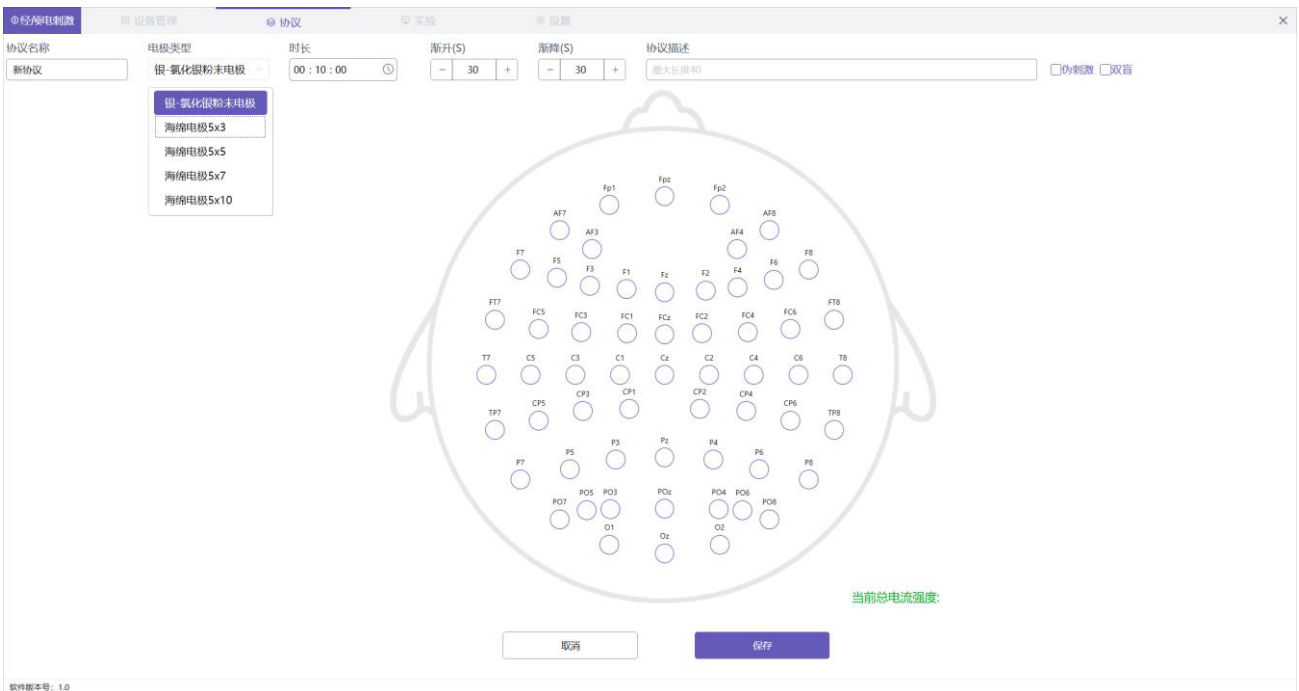 经颅电刺激 设备管理 协议 实验 设置
协议名称 电极类型 时长 渐升(S) 渐降(S) 协议描述
新协议 银-氯化银粉末电极 00 : 10 : 00 − 30 + − 30 + 最大长度40 伪刺激 双盲
银-氯化银粉末电极
海绵电极5x3
海绵电极5x5
海绵电极5x7
海绵电极5x10
Fp1 Fpz Fp2
AF7 AF8
AF3 AF4
F7 F5 F3 F1 Fz F2 F4 F6 F8
FT7 FC5 FC3 FC1 FCz FC2 FC4 FC6 FT8
T7 C5 C3 C1 Cz C2 C4 C6 T8
TP7 CP5 CP3 CP1 CP2 CP4 CP6 TP8
P7 P5 P3 Pz P4 P6 P8
PO7 PO5 PO3 POz PO4 PO6 PO8
O1 Oz O2
当前总电流强度:
取消 保存
软件版本号: 1.0